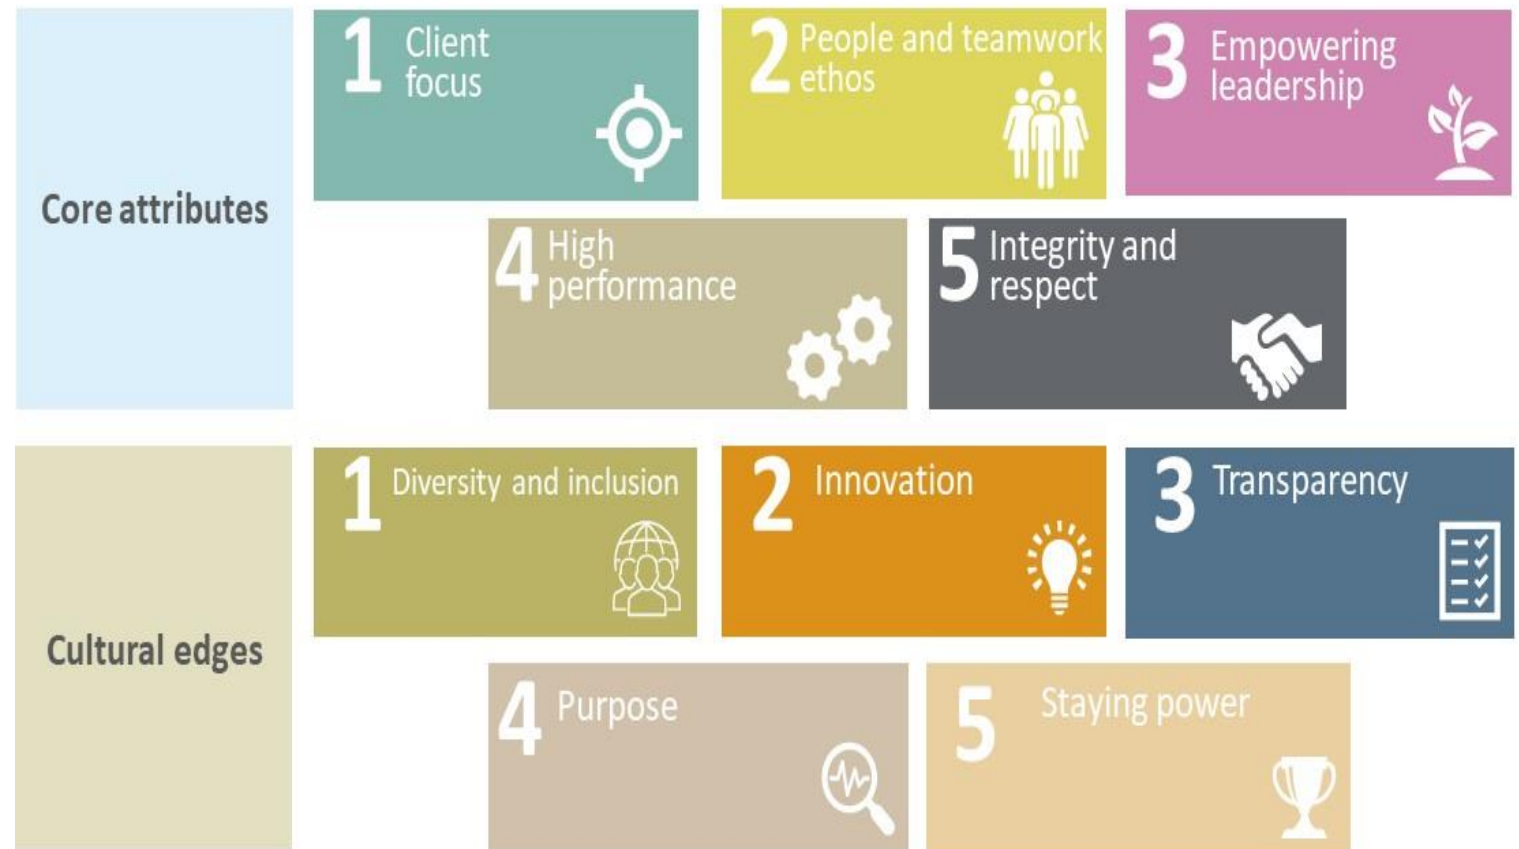 Core attributes
1 Client
focus
2 People and teamwork
ethos
3 Empowering
leadership
4 High
performance
5 Integrity and
respect
Cultural edges
1 Diversity and inclusion
2 Innovation
3 Transparency
4 Purpose
5 Staying power